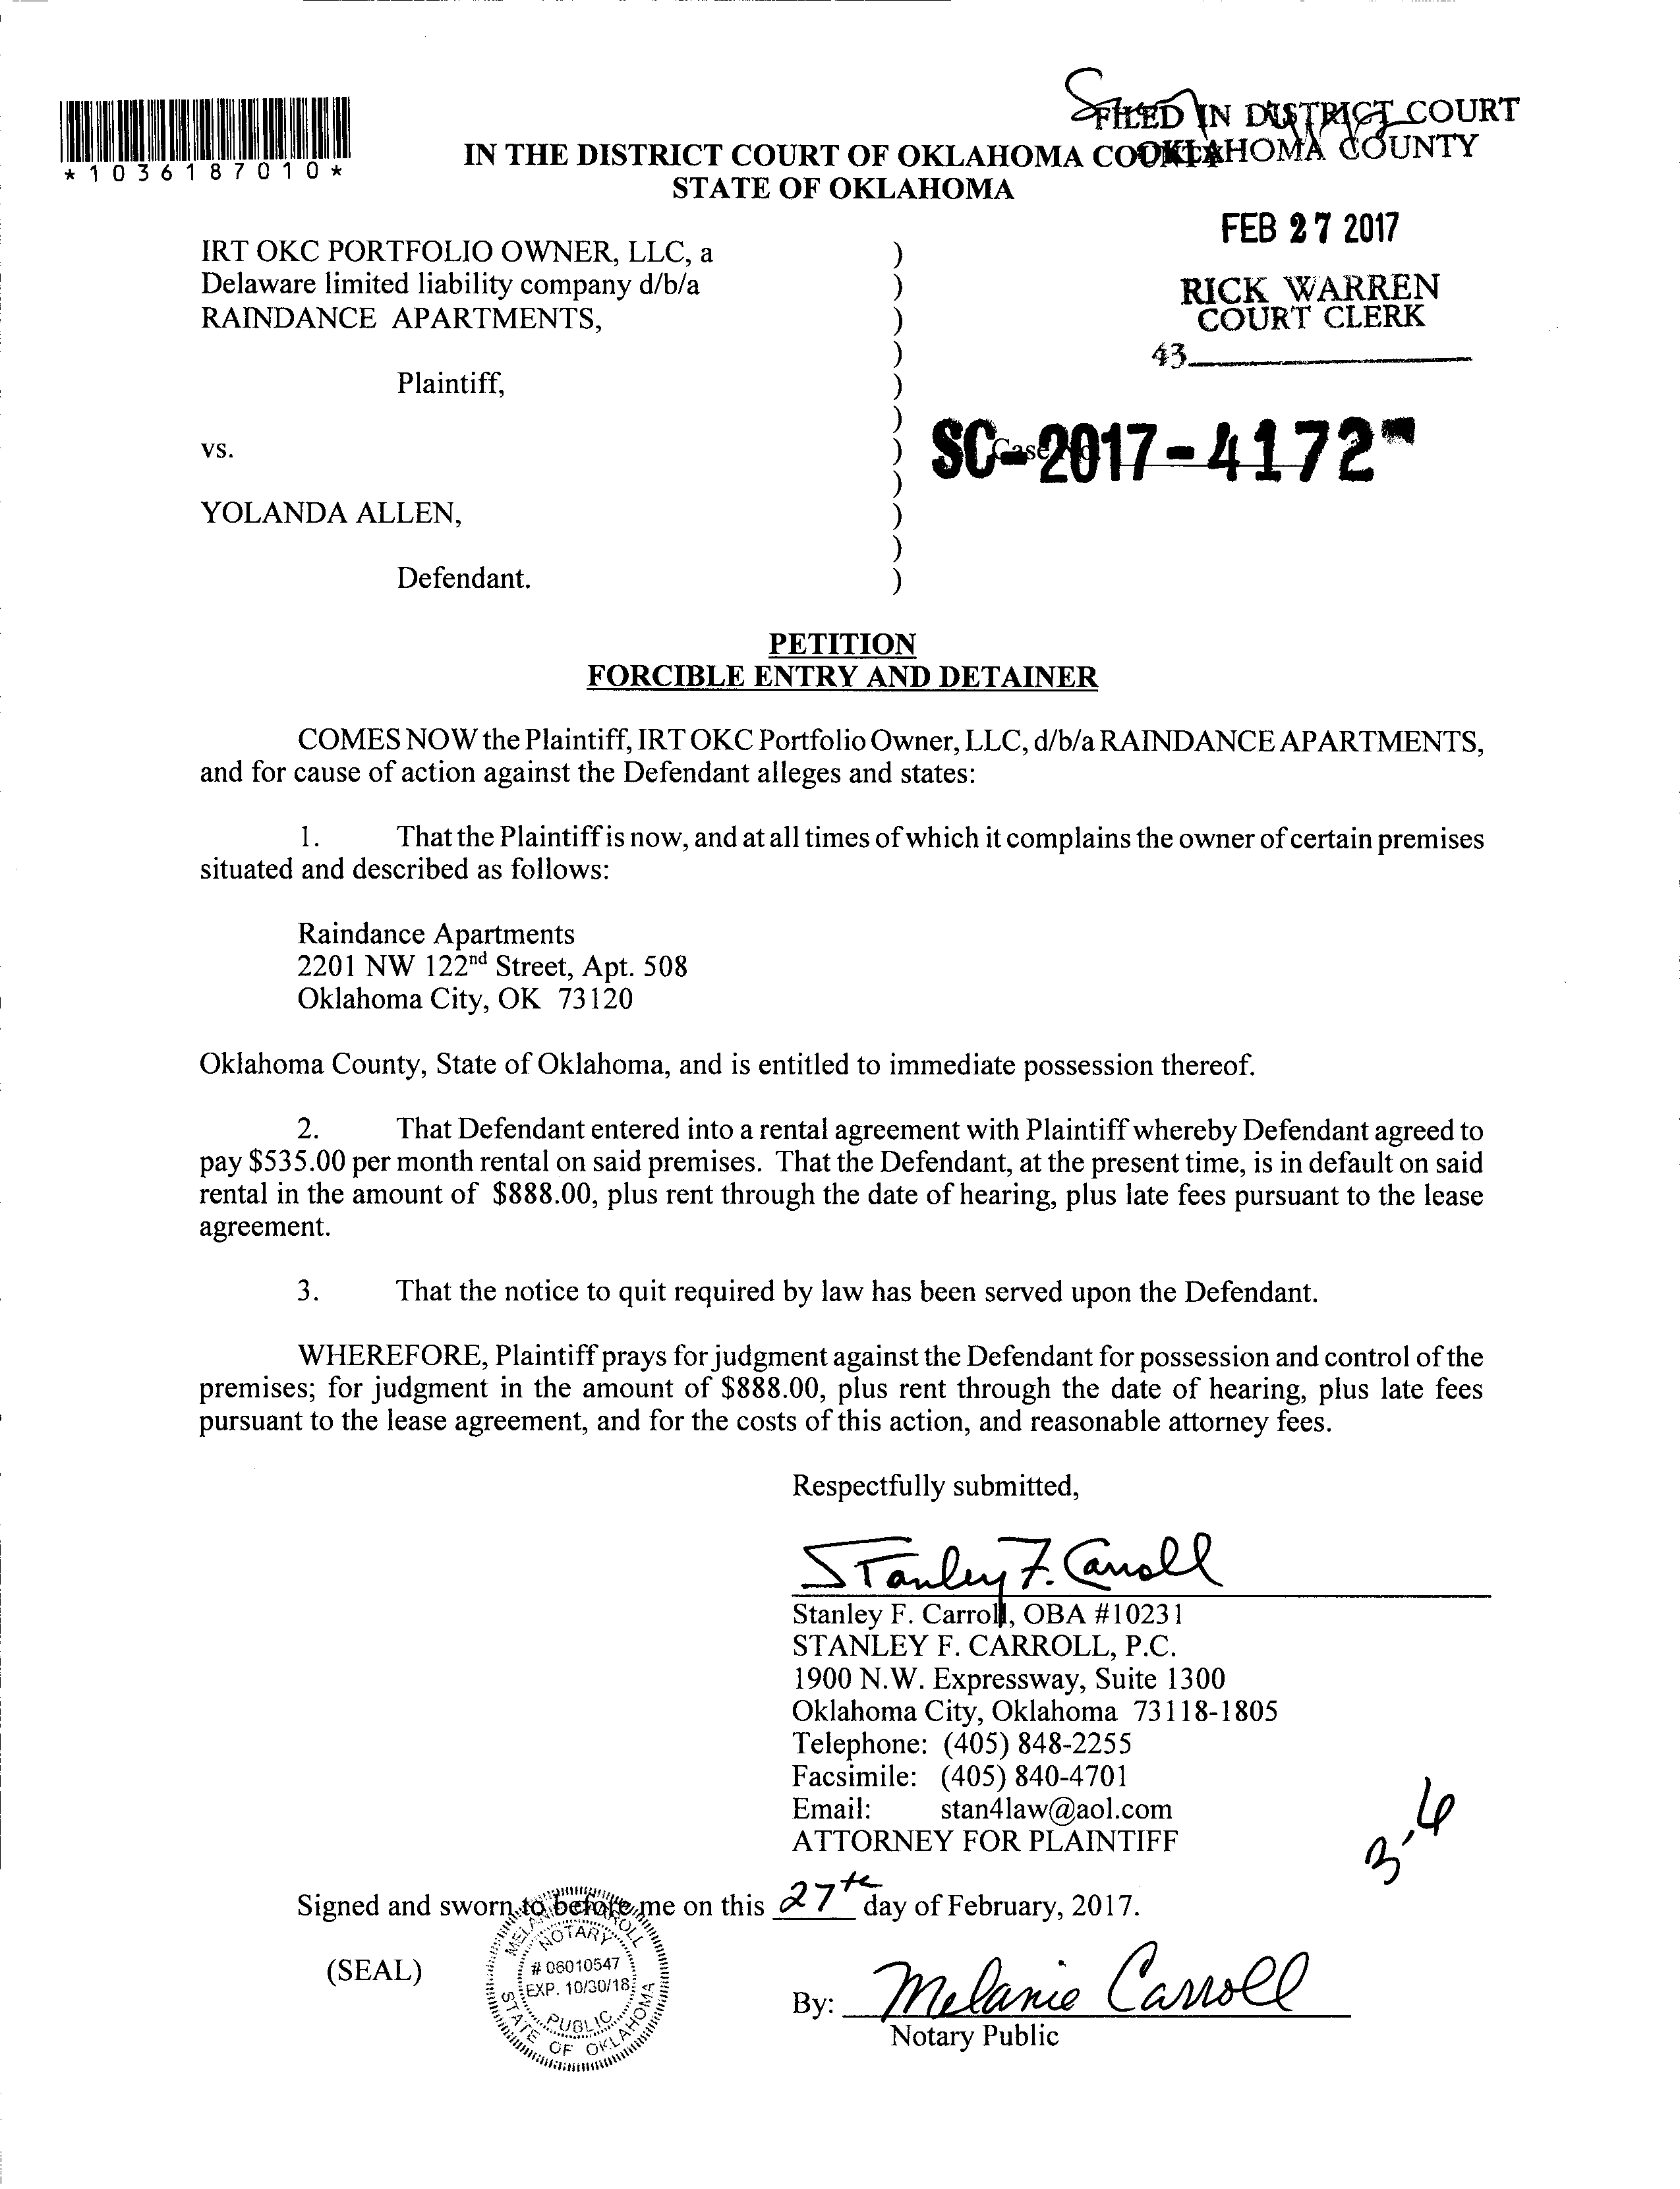 FILED IN DISTRICT COURT
OKLAHOMA COUNTY
*1036187010*
IN THE DISTRICT COURT OF OKLAHOMA
STATE OF OKLAHOMA
FEB 27 2017
RICK WARREN
COURT CLERK
43
IRT OKC PORTFOLIO OWNER, LLC, a )
Delaware limited liability company d/b/a )
RAINDANCE APARTMENTS, )
)
Plaintiff, )
)
vs. ) Case No. SC-2017-4172
)
YOLANDA ALLEN, )
)
Defendant. )
PETITION
FORCIBLE ENTRY AND DETAINER
COMES NOW the Plaintiff, IRT OKC Portfolio Owner, LLC, d/b/a RAINDANCE APARTMENTS,
and for cause of action against the Defendant alleges and states:
1. That the Plaintiff is now, and at all times of which it complains the owner of certain premises
situated and described as follows:
Raindance Apartments
2201 NW 122nd Street, Apt. 508
Oklahoma City, OK 73120
Oklahoma County, State of Oklahoma, and is entitled to immediate possession thereof.
2. That Defendant entered into a rental agreement with Plaintiff whereby Defendant agreed to
pay $535.00 per month rental on said premises. That the Defendant, at the present time, is in default on said
rental in the amount of $888.00, plus rent through the date of hearing, plus late fees pursuant to the lease
agreement.
3. That the notice to quit required by law has been served upon the Defendant.
WHEREFORE, Plaintiff prays for judgment against the Defendant for possession and control of the
premises; for judgment in the amount of $888.00, plus rent through the date of hearing, plus late fees
pursuant to the lease agreement, and for the costs of this action, and reasonable attorney fees.
Respectfully submitted,
Stanley F. Carroll
Stanley F. Carroll, OBA #10231
STANLEY F. CARROLL, P.C.
1900 N.W. Expressway, Suite 1300
Oklahoma City, Oklahoma 73118-1805
Telephone: (405) 848-2255
Facsimile: (405) 840-4701
Email: stan4law@aol.com
ATTORNEY FOR PLAINTIFF
3-6
Signed and sworn to before me on this 27th day of February, 2017.
(SEAL)
MELANIE CARROLL
NOTARY
# 06010547
EXP. 10/30/18
PUBLIC
STATE OF OKLAHOMA
By: Melanie Carroll
Notary Public